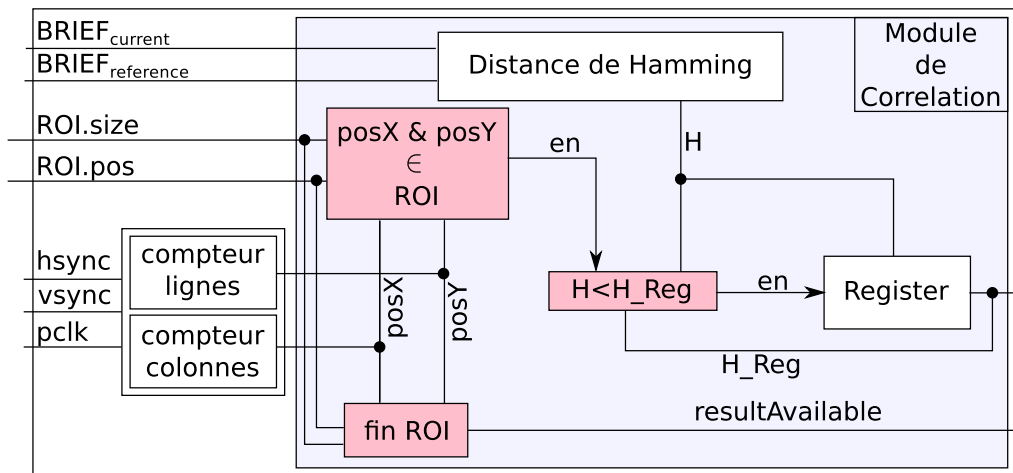 BRIEFcurrent
BRIEFreference
Distance de Hamming
Module
de
Correlation
ROI.size
ROI.pos
posX & posY
∈
ROI
en
H
hsync
vsync
pclk
compteur
lignes
compteur
colonnes
posX
posY
H<H_Reg
en
Register
H_Reg
fin ROI
resultAvailable